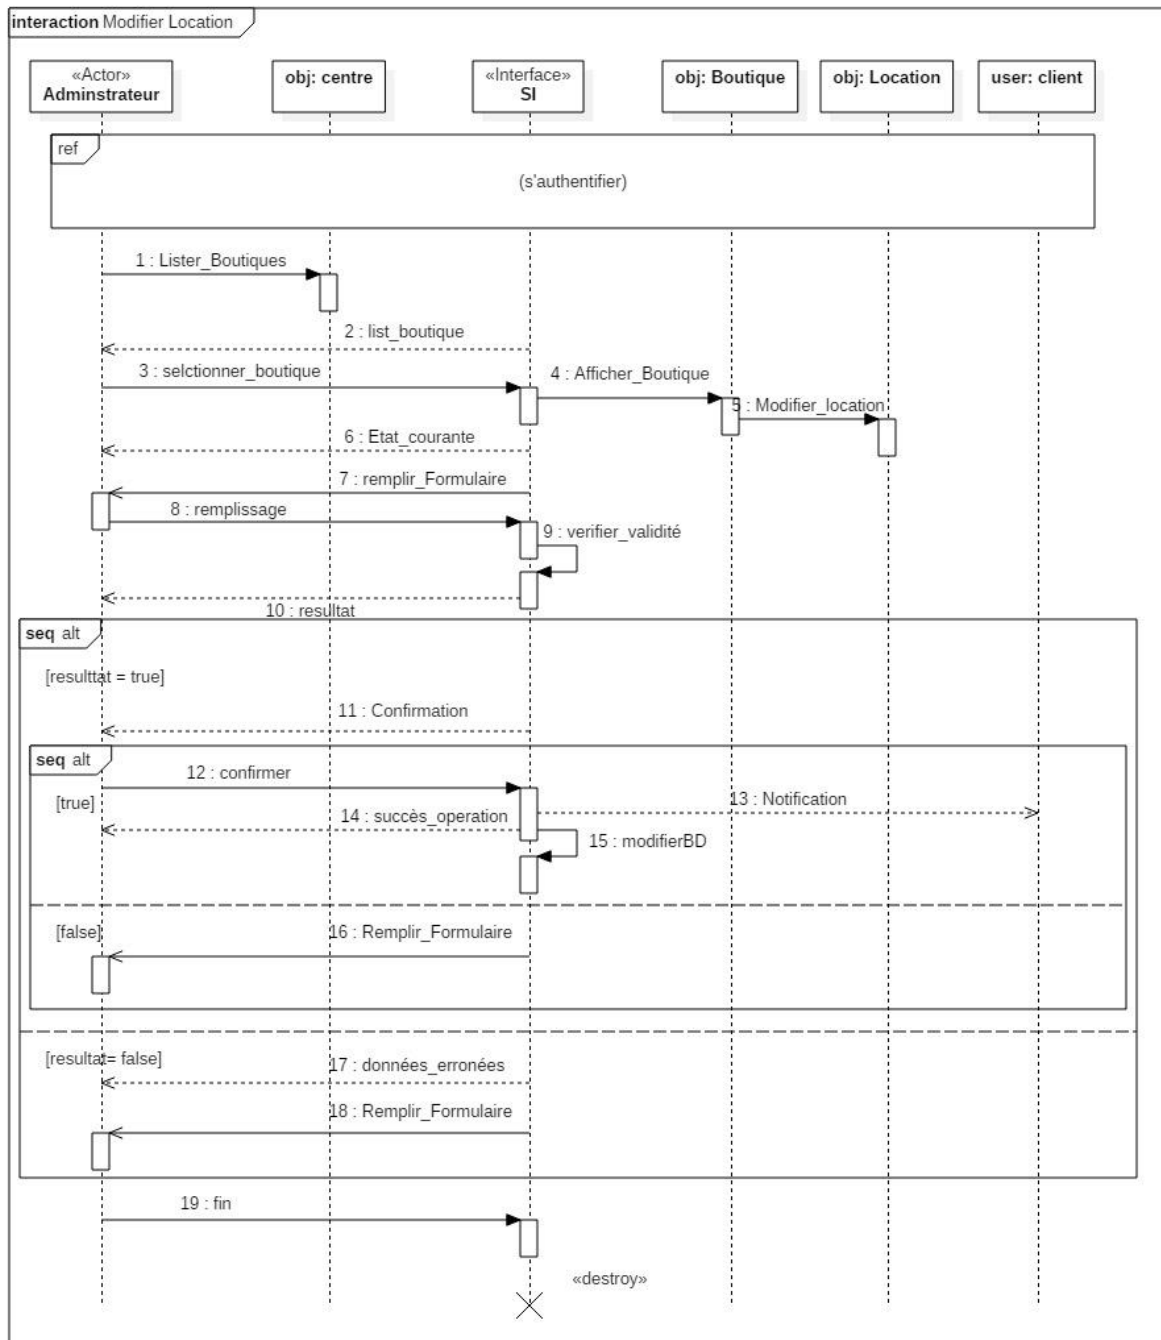 interaction Modifier Location
«Actor»
Adminstrateur
obj: centre
«Interface»
SI
obj: Boutique
obj: Location
user: client
ref
(s'authentifier)
1 : Lister_Boutiques
2 : list_boutique
3 : selctionner_boutique
4 : Afficher_Boutique
5 : Modifier_location
6 : Etat_courante
7 : remplir_Formulaire
8 : remplissage
9 : verifier_validité
10 : resultat
seq alt
[resulttat = true]
11 : Confirmation
seq alt
12 : confirmer
[true]
13 : Notification
14 : succès_operation
15 : modifierBD
[false]
16 : Remplir_Formulaire
[resultat= false]
17 : données_erronées
18 : Remplir_Formulaire
19 : fin
«destroy»